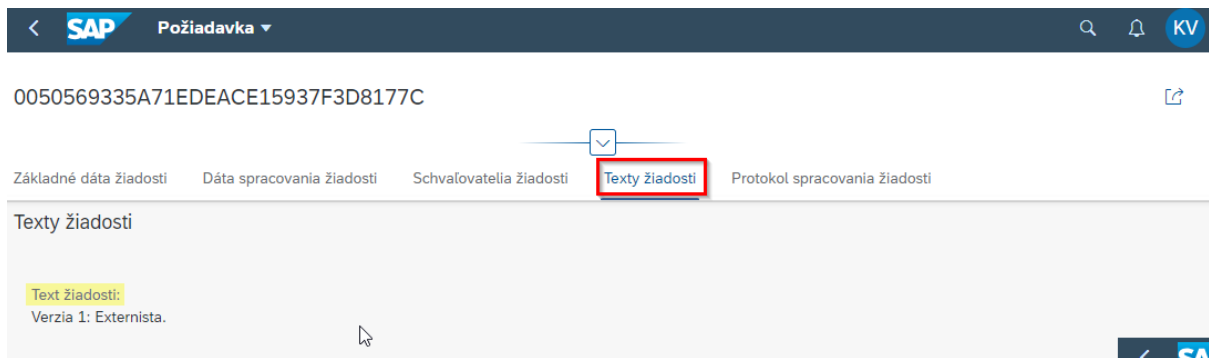 SAP Požiadavka KV
0050569335A71EDEACE15937F3D8177C
Základné dáta žiadosti Dáta spracovania žiadosti Schvaľovatelia žiadosti Texty žiadosti Protokol spracovania žiadosti
Texty žiadosti
Text žiadosti:
Verzia 1: Externista.